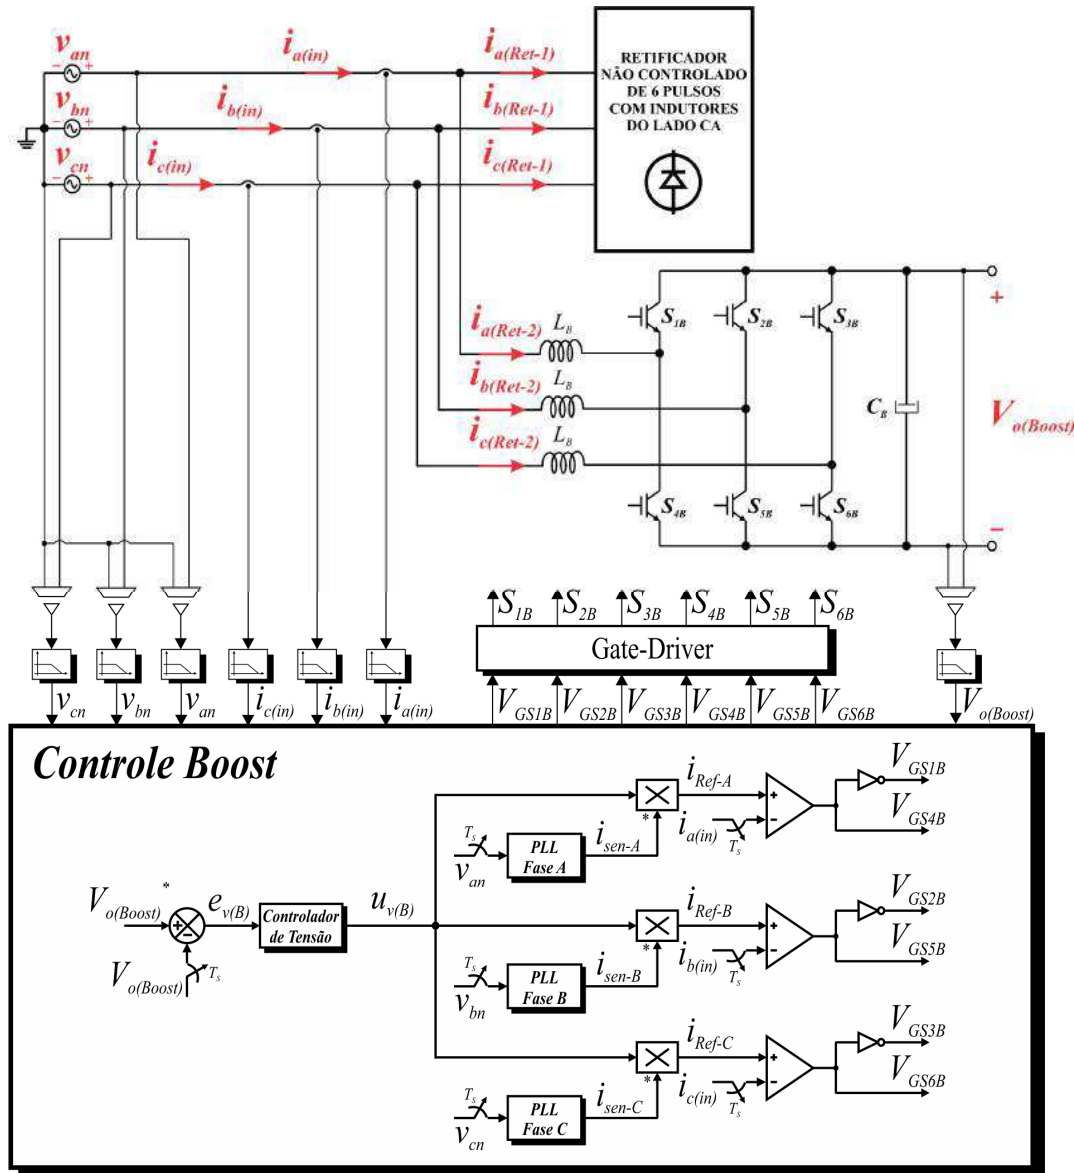 v_an
i_a(in)
i_a(Ret-1)
RETIFICADOR
NÃO CONTROLADO
DE 6 PULSOS
COM INDUTORES
DO LADO CA
v_bn
i_b(in)
i_b(Ret-1)
v_cn
i_c(in)
i_c(Ret-1)
- +
- +
- +
i_a(Ret-2)
L_B
i_b(Ret-2)
L_B
i_c(Ret-2)
L_B
S_1B
S_2B
S_3B
S_4B
S_5B
S_6B
C_B
+
V_o(Boost)
−
S_1B S_2B S_3B S_4B S_5B S_6B
Gate-Driver
V_GS1B V_GS2B V_GS3B V_GS4B V_GS5B V_GS6B
v_cn v_bn v_an i_c(in) i_b(in) i_a(in)
V_o(Boost)
Controle Boost
V_o(Boost)*
+ −
V_o(Boost)
T_S
e_v(B)
Controlador
de Tensão
u_v(B)
T_S
v_an
PLL
Fase A
i_sen-A
*
i_Ref-A
i_a(in)
T_S
+
−
V_GS1B
V_GS4B
T_S
v_bn
PLL
Fase B
i_sen-B
*
i_Ref-B
i_b(in)
T_S
+
−
V_GS2B
V_GS5B
T_S
v_cn
PLL
Fase C
i_sen-C
*
i_Ref-C
i_c(in)
T_S
+
−
V_GS3B
V_GS6B